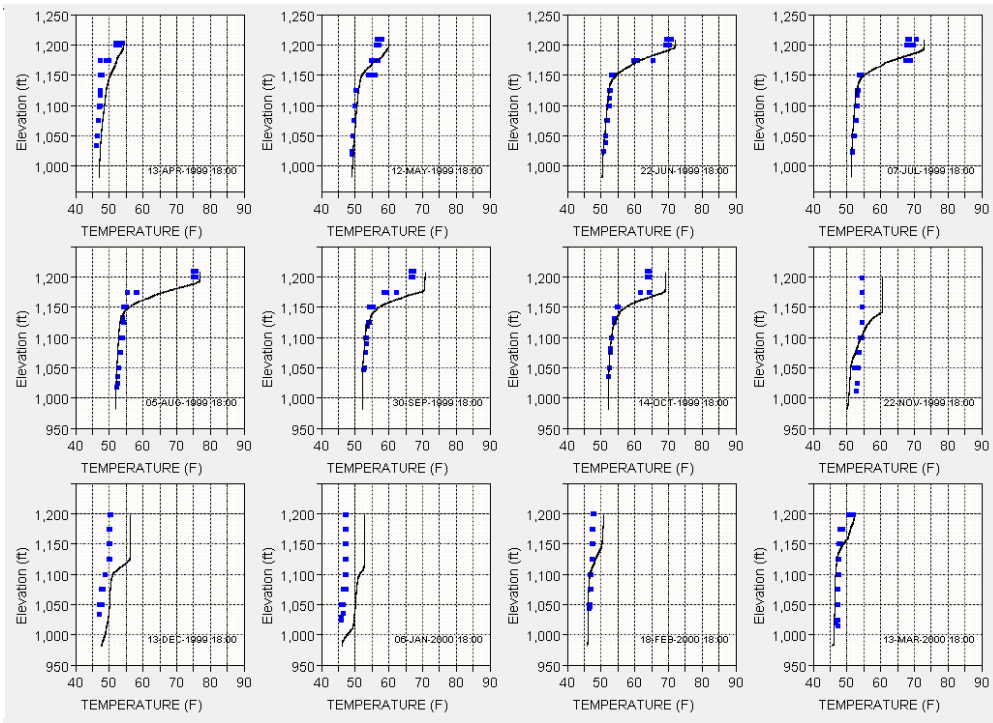 Elevation (ft)
1,200
1,150
1,100
1,050
1,000
13-APR-1999 18:00
40 50 60 70 80 90
TEMPERATURE (F)
Elevation (ft)
1,200
1,150
1,100
1,050
1,000
12-MAY-1999 18:00
40 50 60 70 80 90
TEMPERATURE (F)
Elevation (ft)
1,200
1,150
1,100
1,050
1,000
22-JUN-1999 18:00
40 50 60 70 80 90
TEMPERATURE (F)
Elevation (ft)
1,200
1,150
1,100
1,050
1,000
07-JUL-1999 18:00
40 50 60 70 80 90
TEMPERATURE (F)
Elevation (ft)
1,200
1,150
1,100
1,050
1,000
950
05-AUG-1999 18:00
40 50 60 70 80 90
TEMPERATURE (F)
Elevation (ft)
1,200
1,150
1,100
1,050
1,000
950
30-SEP-1999 18:00
40 50 60 70 80 90
TEMPERATURE (F)
Elevation (ft)
1,200
1,150
1,100
1,050
1,000
950
14-OCT-1999 18:00
40 50 60 70 80 90
TEMPERATURE (F)
Elevation (ft)
1,200
1,150
1,100
1,050
1,000
950
22-NOV-1999 18:00
40 50 60 70 80 90
TEMPERATURE (F)
Elevation (ft)
1,200
1,150
1,100
1,050
1,000
950
13-DEC-1999 18:00
40 50 60 70 80 90
TEMPERATURE (F)
Elevation (ft)
1,200
1,150
1,100
1,050
1,000
950
06-JAN-2000 18:00
40 50 60 70 80 90
TEMPERATURE (F)
Elevation (ft)
1,200
1,150
1,100
1,050
1,000
950
18-FEB-2000 18:00
40 50 60 70 80 90
TEMPERATURE (F)
Elevation (ft)
1,200
1,150
1,100
1,050
1,000
950
13-MAR-2000 18:00
40 50 60 70 80 90
TEMPERATURE (F)